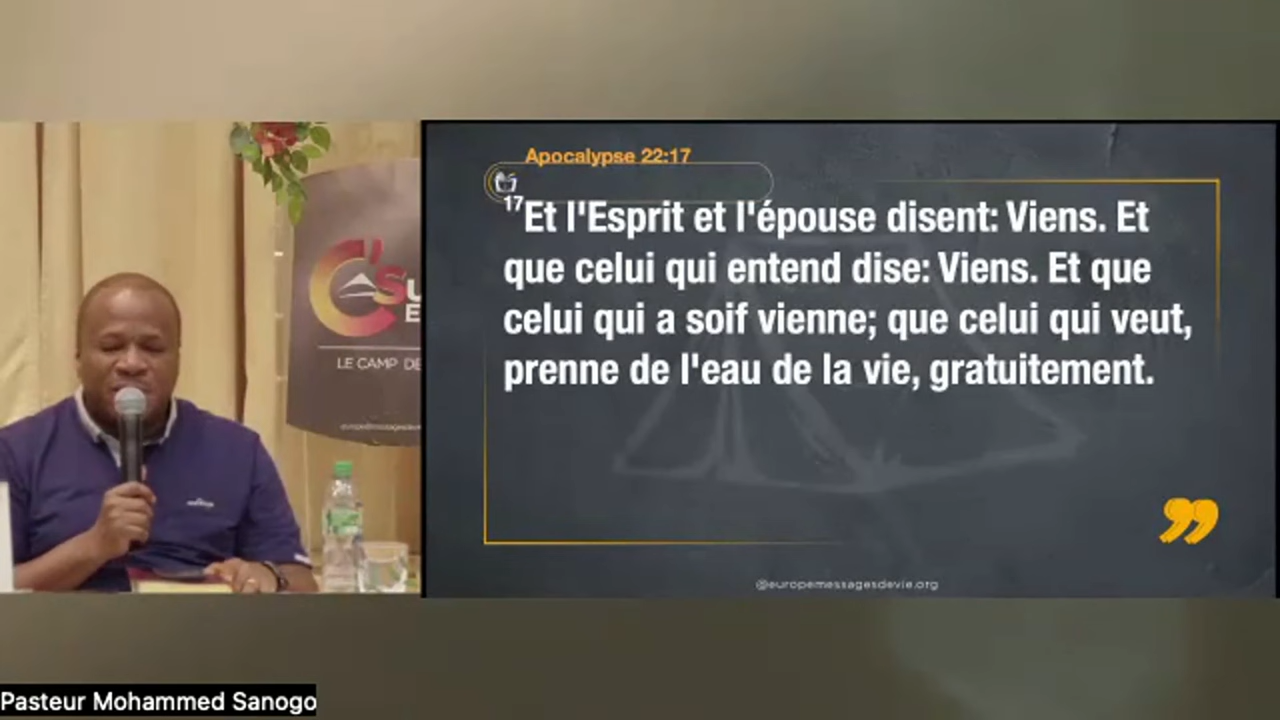 Apocalypse 22:17
17Et l'Esprit et l'épouse disent: Viens. Et
que celui qui entend dise: Viens. Et que
celui qui a soif vienne; que celui qui veut,
prenne de l'eau de la vie, gratuitement.
@europemessagesdevie.org
C'Su
E
LE CAMP DE
Pasteur Mohammed Sanogo